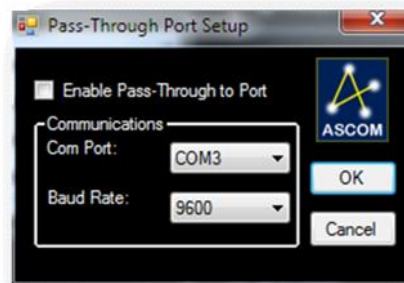 Pass-Through Port Setup
Enable Pass-Through to Port
Communications
Com Port:
COM3
Baud Rate:
9600
ASCOM
OK
Cancel